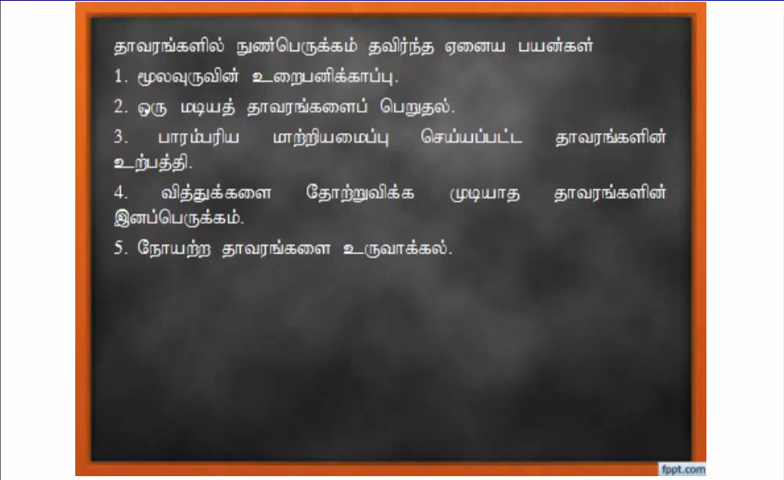 தாவரங்களில் நுண்பெருக்கம் தவிர்ந்த ஏனைய பயன்கள்
1. மூலவுருவின் உறைபனிக்காப்பு.
2. ஒரு மடியத் தாவரங்களைப் பெறுதல்.
3. பாரம்பரிய மாற்றியமைப்பு செய்யப்பட்ட தாவரங்களின்
உற்பத்தி.
4. வித்துக்களை தோற்றுவிக்க முடியாத தாவரங்களின்
இனப்பெருக்கம்.
5. நோயற்ற தாவரங்களை உருவாக்கல்.
fppt.com